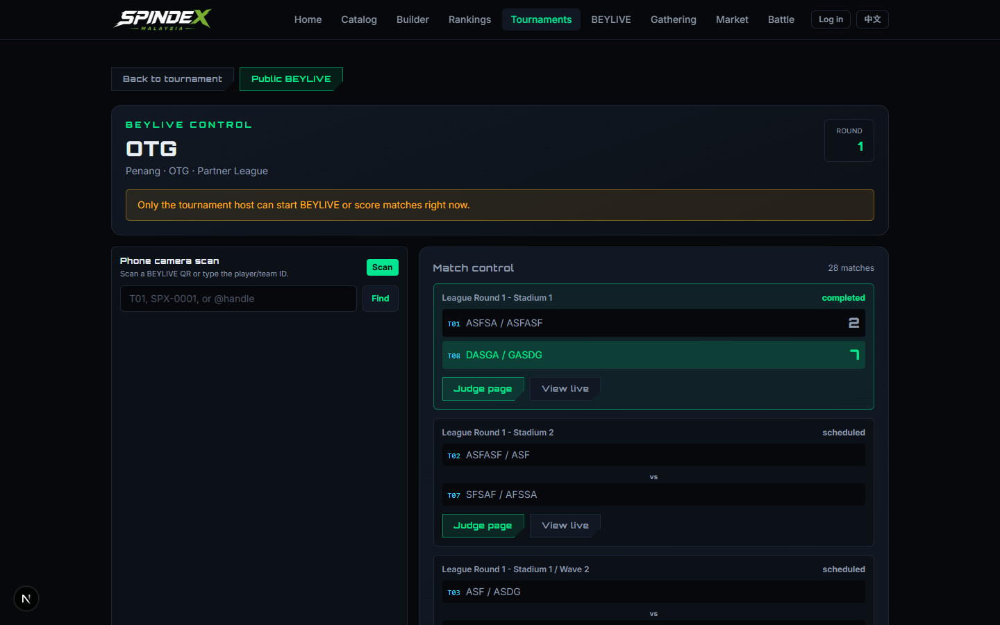 SPINDEX
MALAYSIA
Home
Catalog
Builder
Rankings
Tournaments
BEYLIVE
Gathering
Market
Battle
Log in
中文
Back to tournament
Public BEYLIVE
BEYLIVE CONTROL
OTG
Penang · OTG · Partner League
ROUND
1
Only the tournament host can start BEYLIVE or score matches right now.
Phone camera scan
Scan a BEYLIVE QR or type the player/team ID.
Scan
T01, SPX-0001, or @handle
Find
Match control
28 matches
League Round 1 - Stadium 1
completed
T01 ASFSA / ASFASF
2
T08 DASGA / GASDG
7
Judge page
View live
League Round 1 - Stadium 2
scheduled
T02 ASFASF / ASF
vs
T07 SFSAF / AFSSA
Judge page
View live
League Round 1 - Stadium 1 / Wave 2
scheduled
T03 ASF / ASDG
vs
N